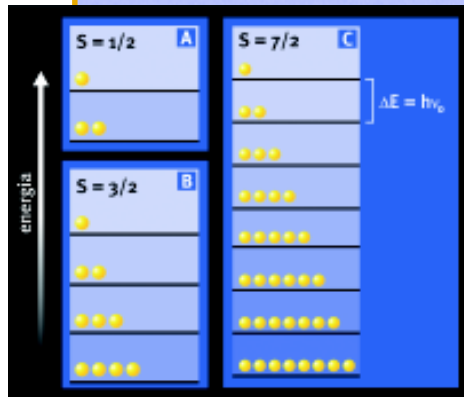 S = 1/2
A
S = 7/2
C
ΔE = hν₀
S = 3/2
B
energia